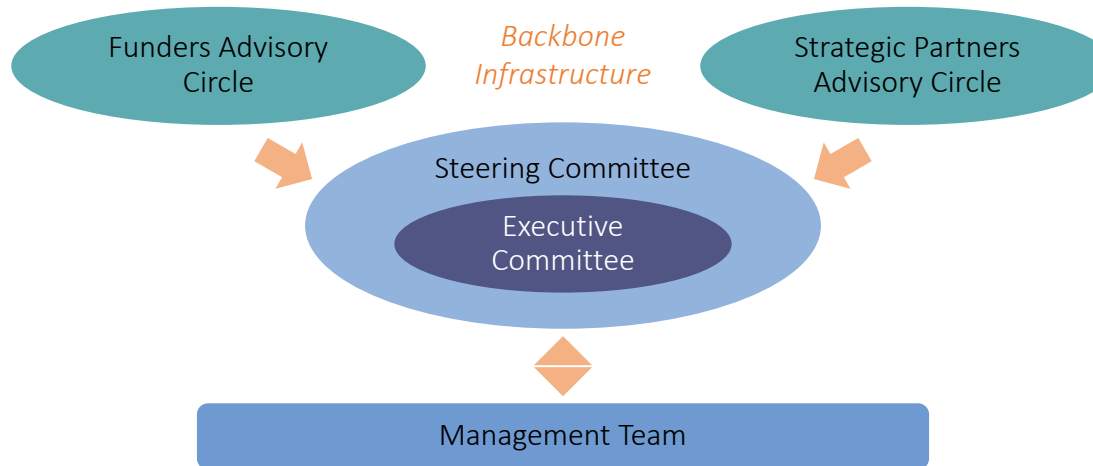 Funders Advisory
Circle
Backbone
Infrastructure
Strategic Partners
Advisory Circle
Steering Committee
Executive
Committee
Management Team